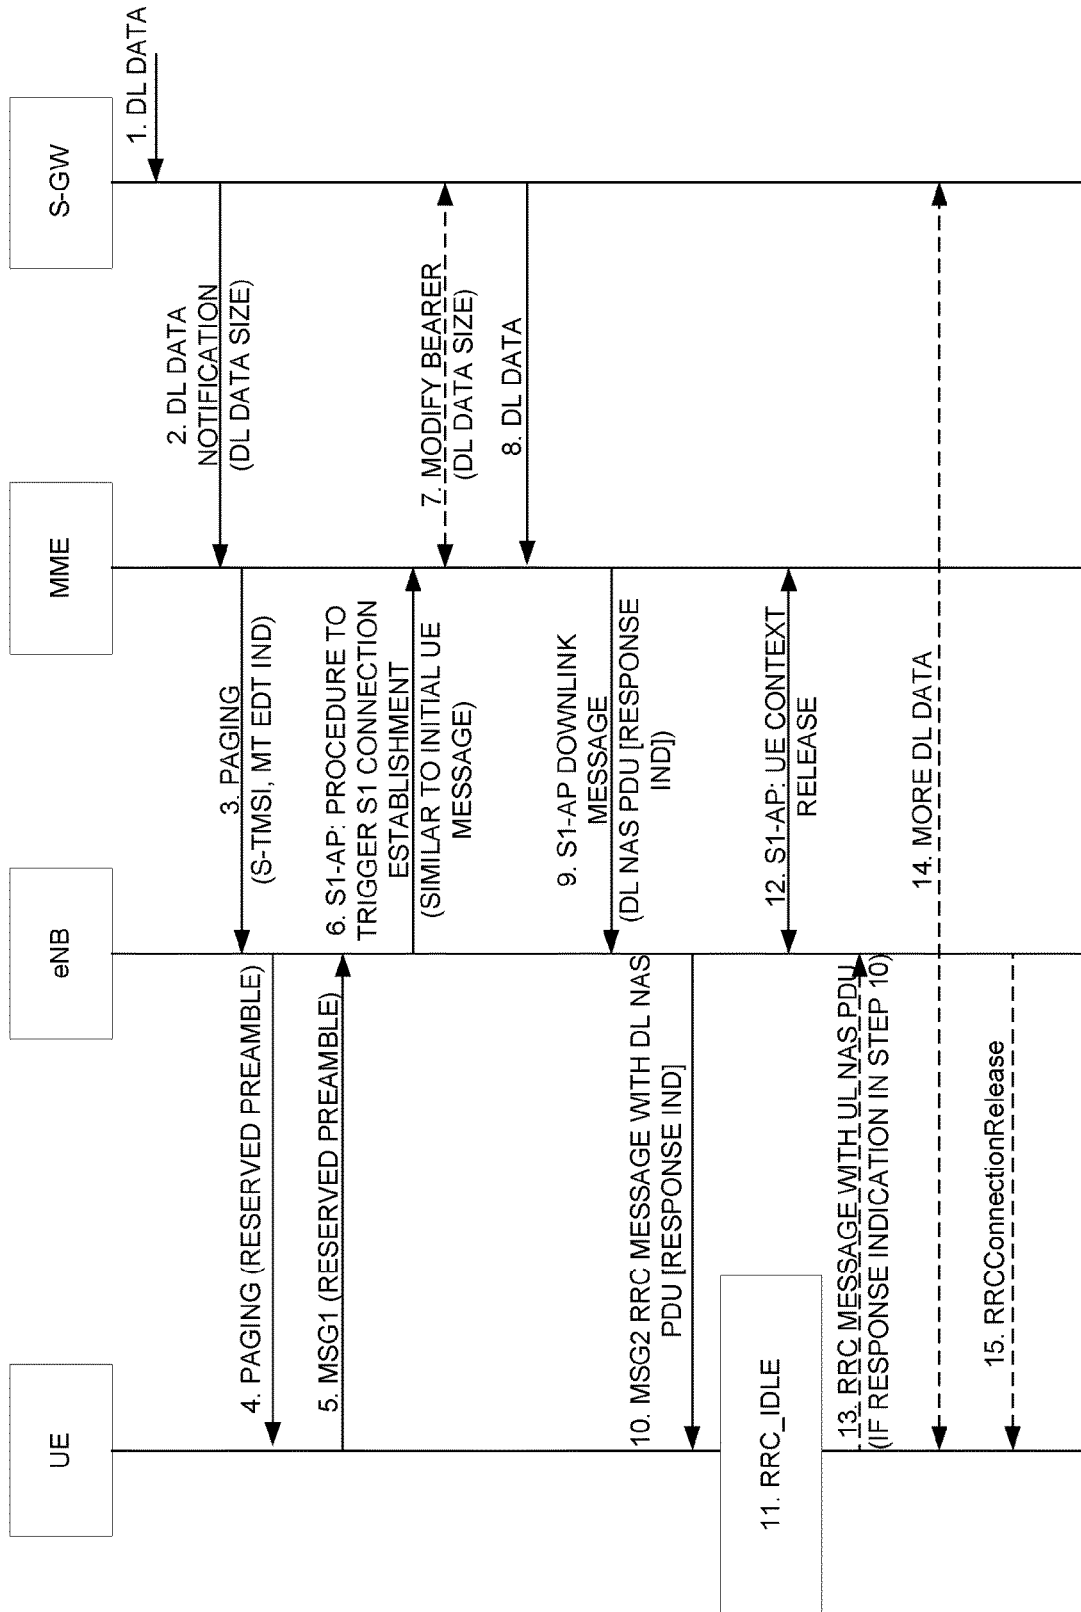 UE
eNB
MME
S-GW
1. DL DATA
2. DL DATA
NOTIFICATION
(DL DATA SIZE)
3. PAGING
(S-TMSI, MT EDT IND)
4. PAGING (RESERVED PREAMBLE)
5. MSG1 (RESERVED PREAMBLE)
6. S1-AP: PROCEDURE TO
TRIGGER S1 CONNECTION
ESTABLISHMENT
(SIMILAR TO INITIAL UE
MESSAGE)
7. MODIFY BEARER
(DL DATA SIZE)
8. DL DATA
9. S1-AP DOWNLINK
MESSAGE
(DL NAS PDU [RESPONSE
IND])
10. MSG2 RRC MESSAGE WITH DL NAS
PDU [RESPONSE IND]
11. RRC_IDLE
12. S1-AP: UE CONTEXT
RELEASE
13. RRC MESSAGE WITH UL NAS PDU
(IF RESPONSE INDICATION IN STEP 10)
14. MORE DL DATA
15. RRCConnectionRelease